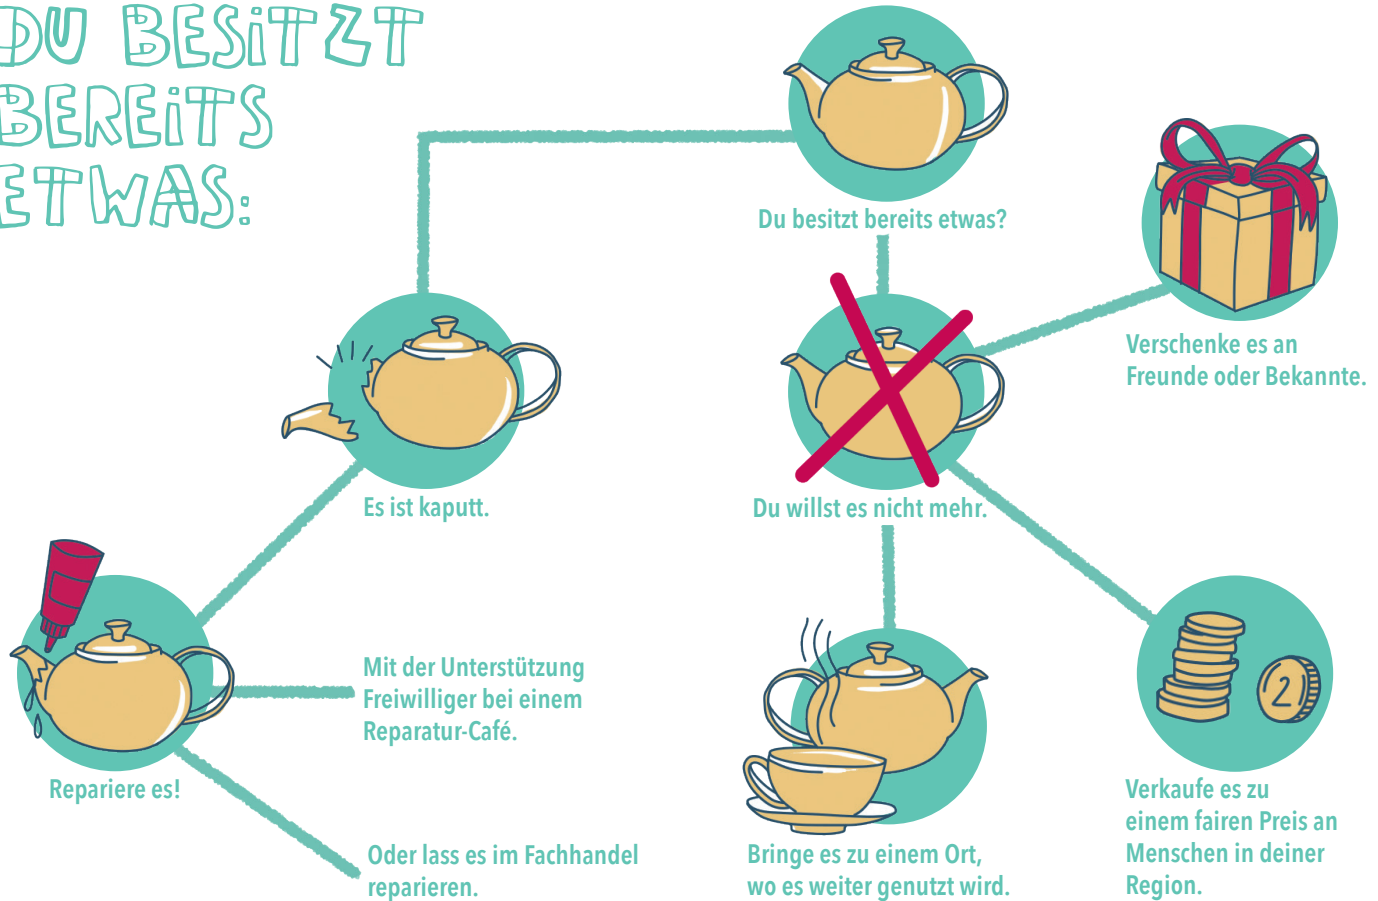 DU BESiTZT
BEREiTS
ETWAS:
Du besitzt bereits etwas?
Verschenke es an
Freunde oder Bekannte.
Es ist kaputt.
Du willst es nicht mehr.
Mit der Unterstützung
Freiwilliger bei einem
Reparatur-Café.
2
Repariere es!
Oder lass es im Fachhandel
reparieren.
Bringe es zu einem Ort,
wo es weiter genutzt wird.
Verkaufe es zu
einem fairen Preis an
Menschen in deiner
Region.